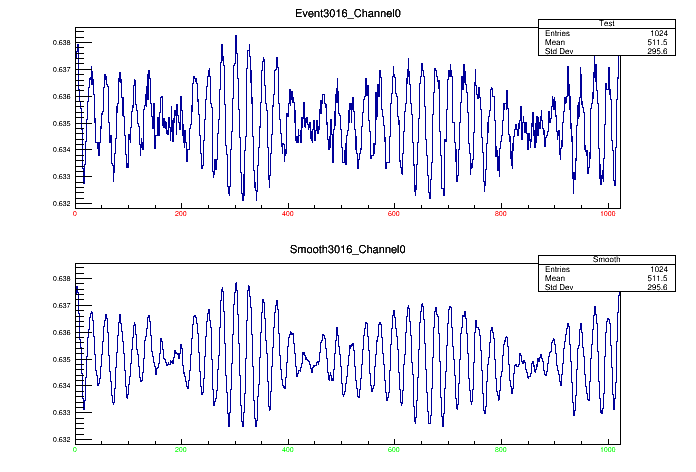 Event3016_Channel0
Test
Entries 1024
Mean 511.5
Std Dev 295.6
0.638
0.637
0.636
0.635
0.634
0.633
0.632
0 200 400 600 800 1000
Smooth3016_Channel0
Smooth
Entries 1024
Mean 511.5
Std Dev 295.6
0.638
0.637
0.636
0.635
0.634
0.633
0.632
0 200 400 600 800 1000